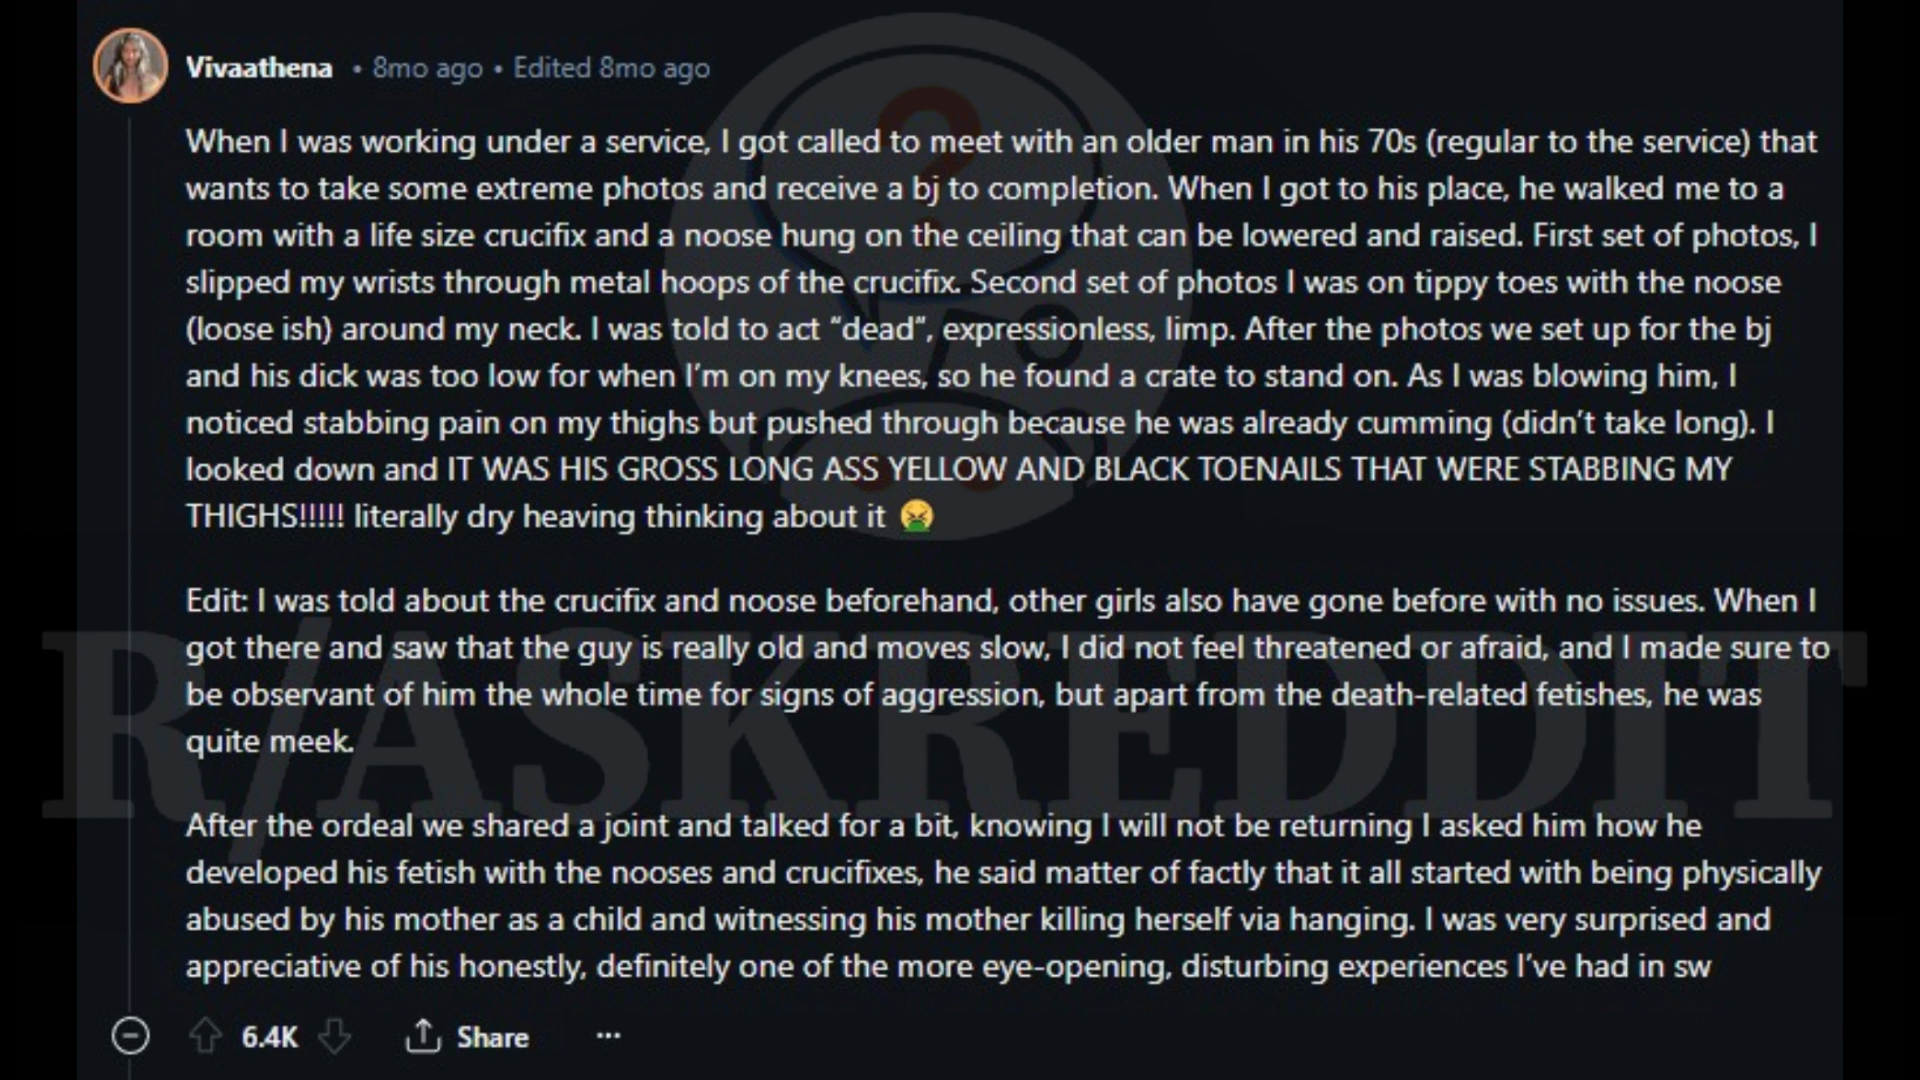 Vivaathena • 8mo ago • Edited 8mo ago
When I was working under a service, I got called to meet with an older man in his 70s (regular to the service) that
wants to take some extreme photos and receive a bj to completion. When I got to his place, he walked me to a
room with a life size crucifix and a noose hung on the ceiling that can be lowered and raised. First set of photos, I
slipped my wrists through metal hoops of the crucifix. Second set of photos I was on tippy toes with the noose
(loose ish) around my neck. I was told to act “dead”, expressionless, limp. After the photos we set up for the bj
and his dick was too low for when I’m on my knees, so he found a crate to stand on. As I was blowing him, I
noticed stabbing pain on my thighs but pushed through because he was already cumming (didn’t take long). I
looked down and IT WAS HIS GROSS LONG ASS YELLOW AND BLACK TOENAILS THAT WERE STABBING MY
THIGHS!!!!! literally dry heaving thinking about it 🤮
Edit: I was told about the crucifix and noose beforehand, other girls also have gone before with no issues. When I
got there and saw that the guy is really old and moves slow, I did not feel threatened or afraid, and I made sure to
be observant of him the whole time for signs of aggression, but apart from the death-related fetishes, he was
quite meek.
R/ASKREDDIT
After the ordeal we shared a joint and talked for a bit, knowing I will not be returning I asked him how he
developed his fetish with the nooses and crucifixes, he said matter of factly that it all started with being physically
abused by his mother as a child and witnessing his mother killing herself via hanging. I was very surprised and
appreciative of his honestly, definitely one of the more eye-opening, disturbing experiences I’ve had in sw
6.4K Share ...